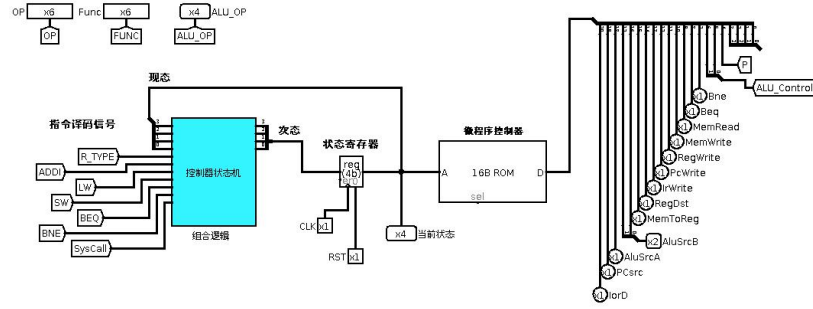 OP x6 Func x6 x4 ALU_OP
OP FUNC ALU_OP
现态
指令译码信号
次态
状态寄存器
微程序控制器
控制器状态机
组合逻辑
R_TYPE
ADDI
LW
SW
BEQ
BNE
SysCall
reg
(4b)
CLK x1
RST x1
x4 当前状态
A 16B ROM D
sel
P
ALU_Control
x1 Bne
x1 Beq
x1 MemRead
x1 MemWrite
x1 RegWrite
x1 PcWrite
x1 IrWrite
x1 RegDst
x1 MemToReg
x2 AluSrcB
x1 AluSrcA
x1 PCsrc
x1 IorD